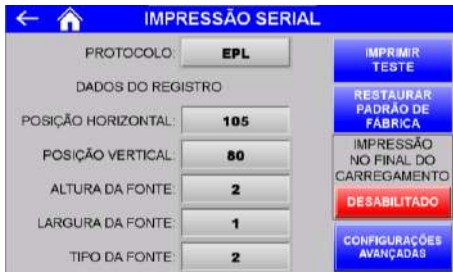 IMPRESSÃO SERIAL
PROTOCOLO: EPL
DADOS DO REGISTRO
POSIÇÃO HORIZONTAL: 105
POSIÇÃO VERTICAL: 80
ALTURA DA FONTE: 2
LARGURA DA FONTE: 1
TIPO DA FONTE: 2
IMPRIMIR
TESTE
RESTAURAR
PADRÃO DE
FÁBRICA
IMPRESSÃO
NO FINAL DO
CARREGAMENTO
DESABILITADO
CONFIGURAÇÕES
AVANÇADAS